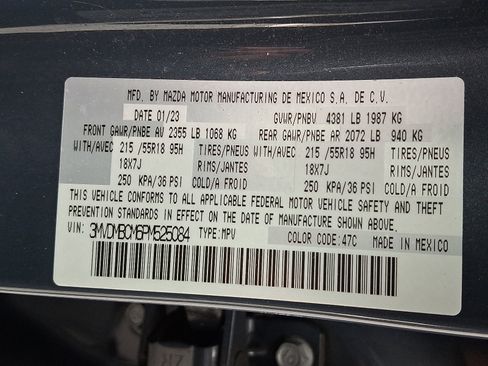 MFD. BY MAZDA MOTOR MANUFACTURING DE MEXICO S.A. DE C.V.
DATE 01/23 GVWR/PNBV 4381 LB 1987 KG
FRONT GAWR/PNBE AV 2355 LB 1068 KG REAR GAWR/PNBE AR 2072 LB 940 KG
WITH/AVEC 215 /55R18 95H TIRES/PNEUS WITH/AVEC 215 /55R18 95H TIRES/PNEUS
18X7J RIMS/JANTES 18X7J RIMS/JANTES
250 KPA/36 PSI COLD/A FROID 250 KPA/36 PSI COLD/A FROID
THIS VEHICLE CONFORMS TO ALL APPLICABLE FEDERAL MOTOR VEHICLE SAFETY AND THEFT
PREVENTION STANDARDS IN EFFECT ON THE DATE OF MANUFACTURE SHOWN ABOVE.
VIN: 3MVDMBCM6PM525084 TYPE:MPV COLOR CODE:47C MADE IN MEXICO